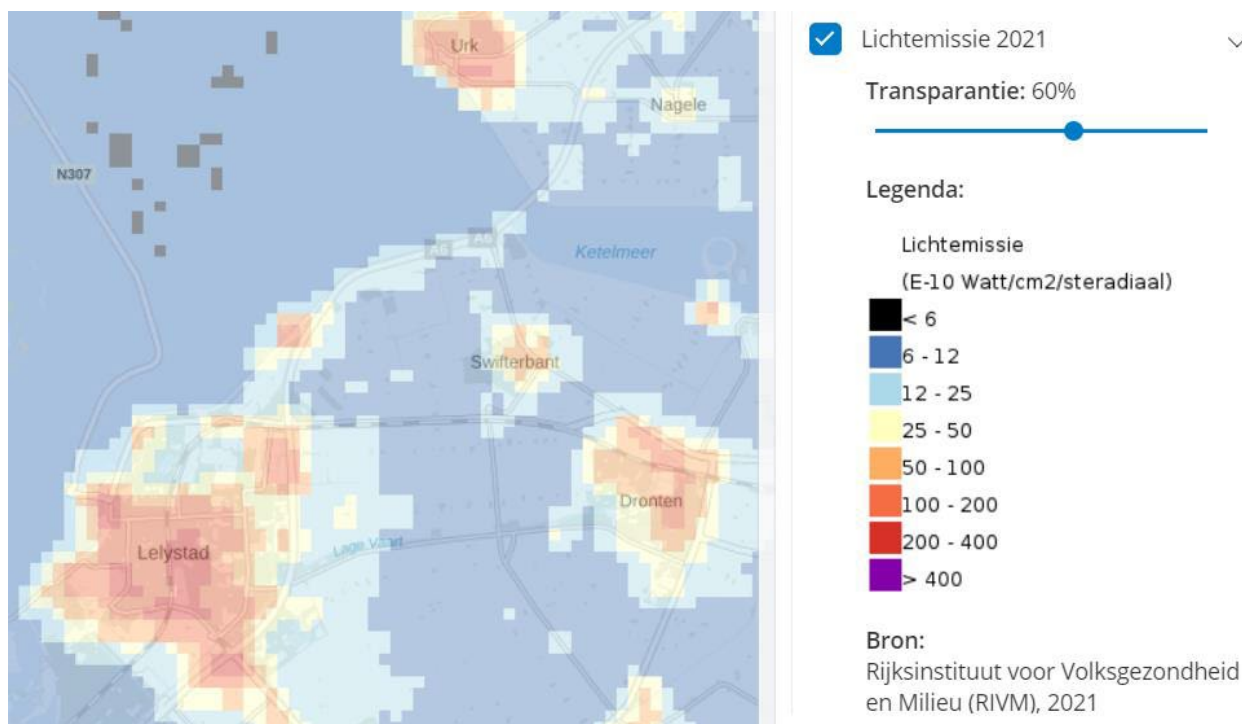 Urk
Nagele
N307
A6
A6
Ketelmeer
Swifterbant
Dronten
Lelystad
Lage Vaart
Lichtemissie 2021
Transparantie: 60%
Legenda:
Lichtemissie
(E-10 Watt/cm2/steradiaal)
< 6
6 - 12
12 - 25
25 - 50
50 - 100
100 - 200
200 - 400
> 400
Bron:
Rijksinstituut voor Volksgezondheid
en Milieu (RIVM), 2021